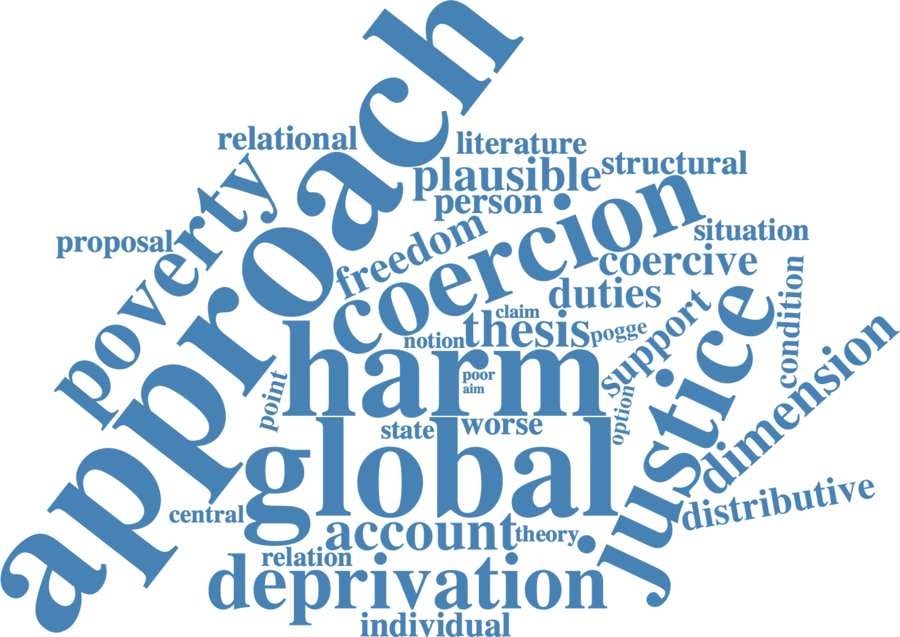 approach
relational
literature
plausible
structural
person
poverty
proposal
freedom
coercion
situation
coercive
condition
duties
claim
notion
thesis
pogge
support
justice
harm
poor
aim
point
option
dimension
state
worse
global
distributive
central
account
theory
relation
deprivation
individual